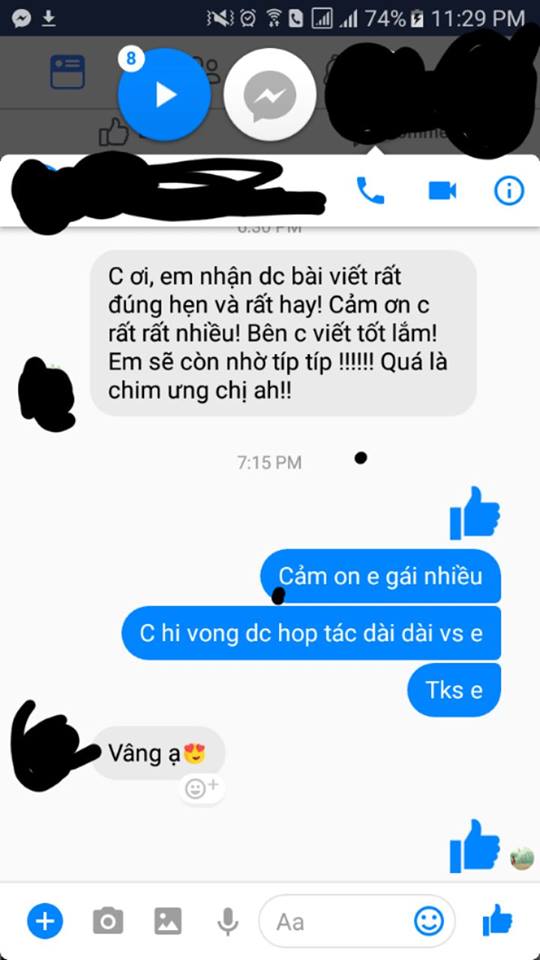 74% 11:29 PM
8
6:30 PM
C ơi, em nhận dc bài viết rất
đúng hẹn và rất hay! Cảm ơn c
rất rất nhiều! Bên c viết tốt lắm!
Em sẽ còn nhờ típ típ !!!!!! Quá là
chim ưng chị ah!!
7:15 PM
Cảm on e gái nhiều
C hi vong dc hop tác dài dài vs e
Tks e
Vâng ạ😍
Aa